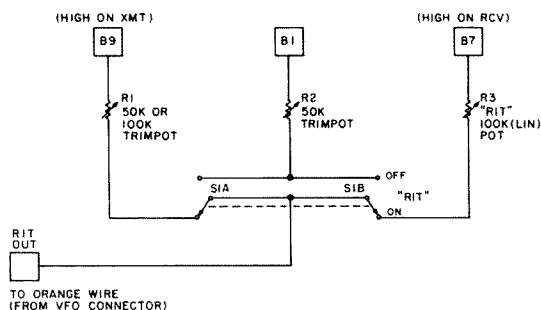 (HIGH ON XMT)
(HIGH ON RCV)
B9
B1
B7
R1
50K OR
100K
TRIMPOT
R2
50K
TRIMPOT
R3
"RIT"
100K(LIN)
POT
OFF
S1A
S1B
"RIT"
ON
RIT
OUT
TO ORANGE WIRE
(FROM VFO CONNECTOR)